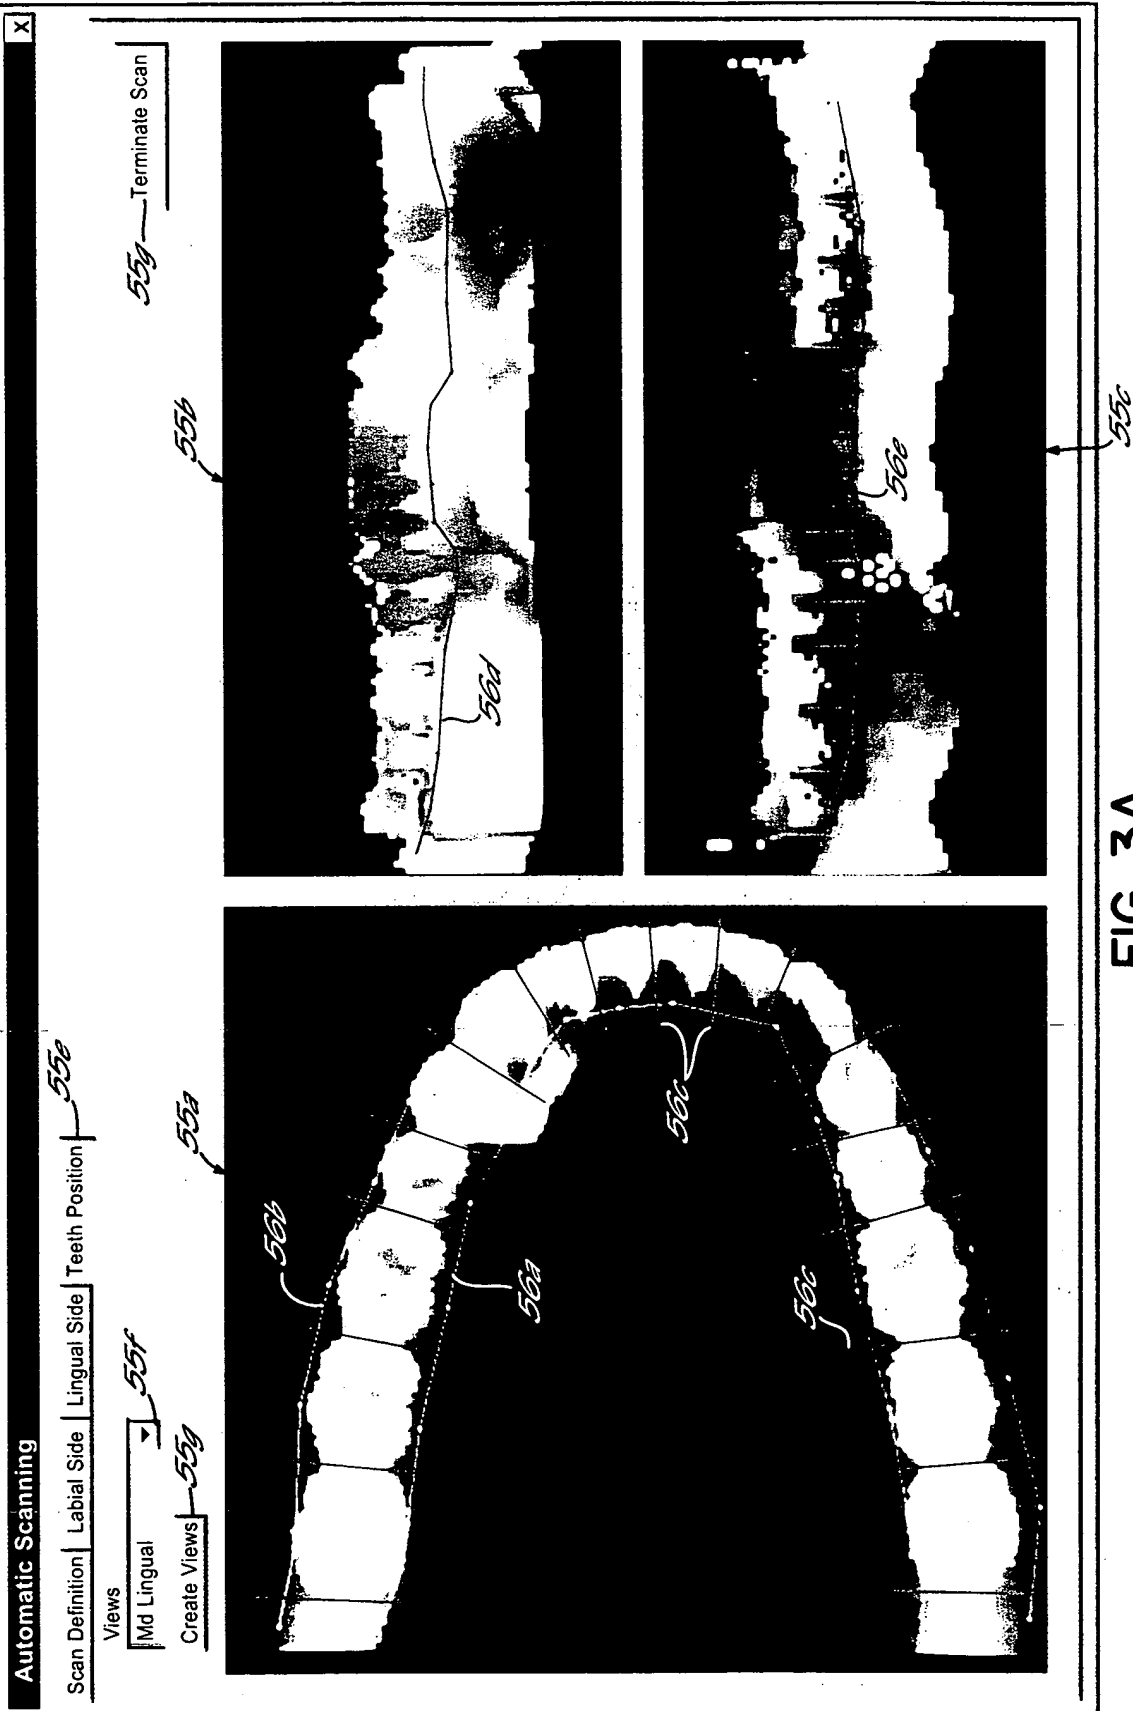 Automatic Scanning X
Scan Definition Labial Side Lingual Side Teeth Position 55e
Views
Md Lingual 55f
Create Views 55g
55g Terminate Scan
55a
55b
56b
56a
56c
56c
56d
56e
55c
FIG. 3A